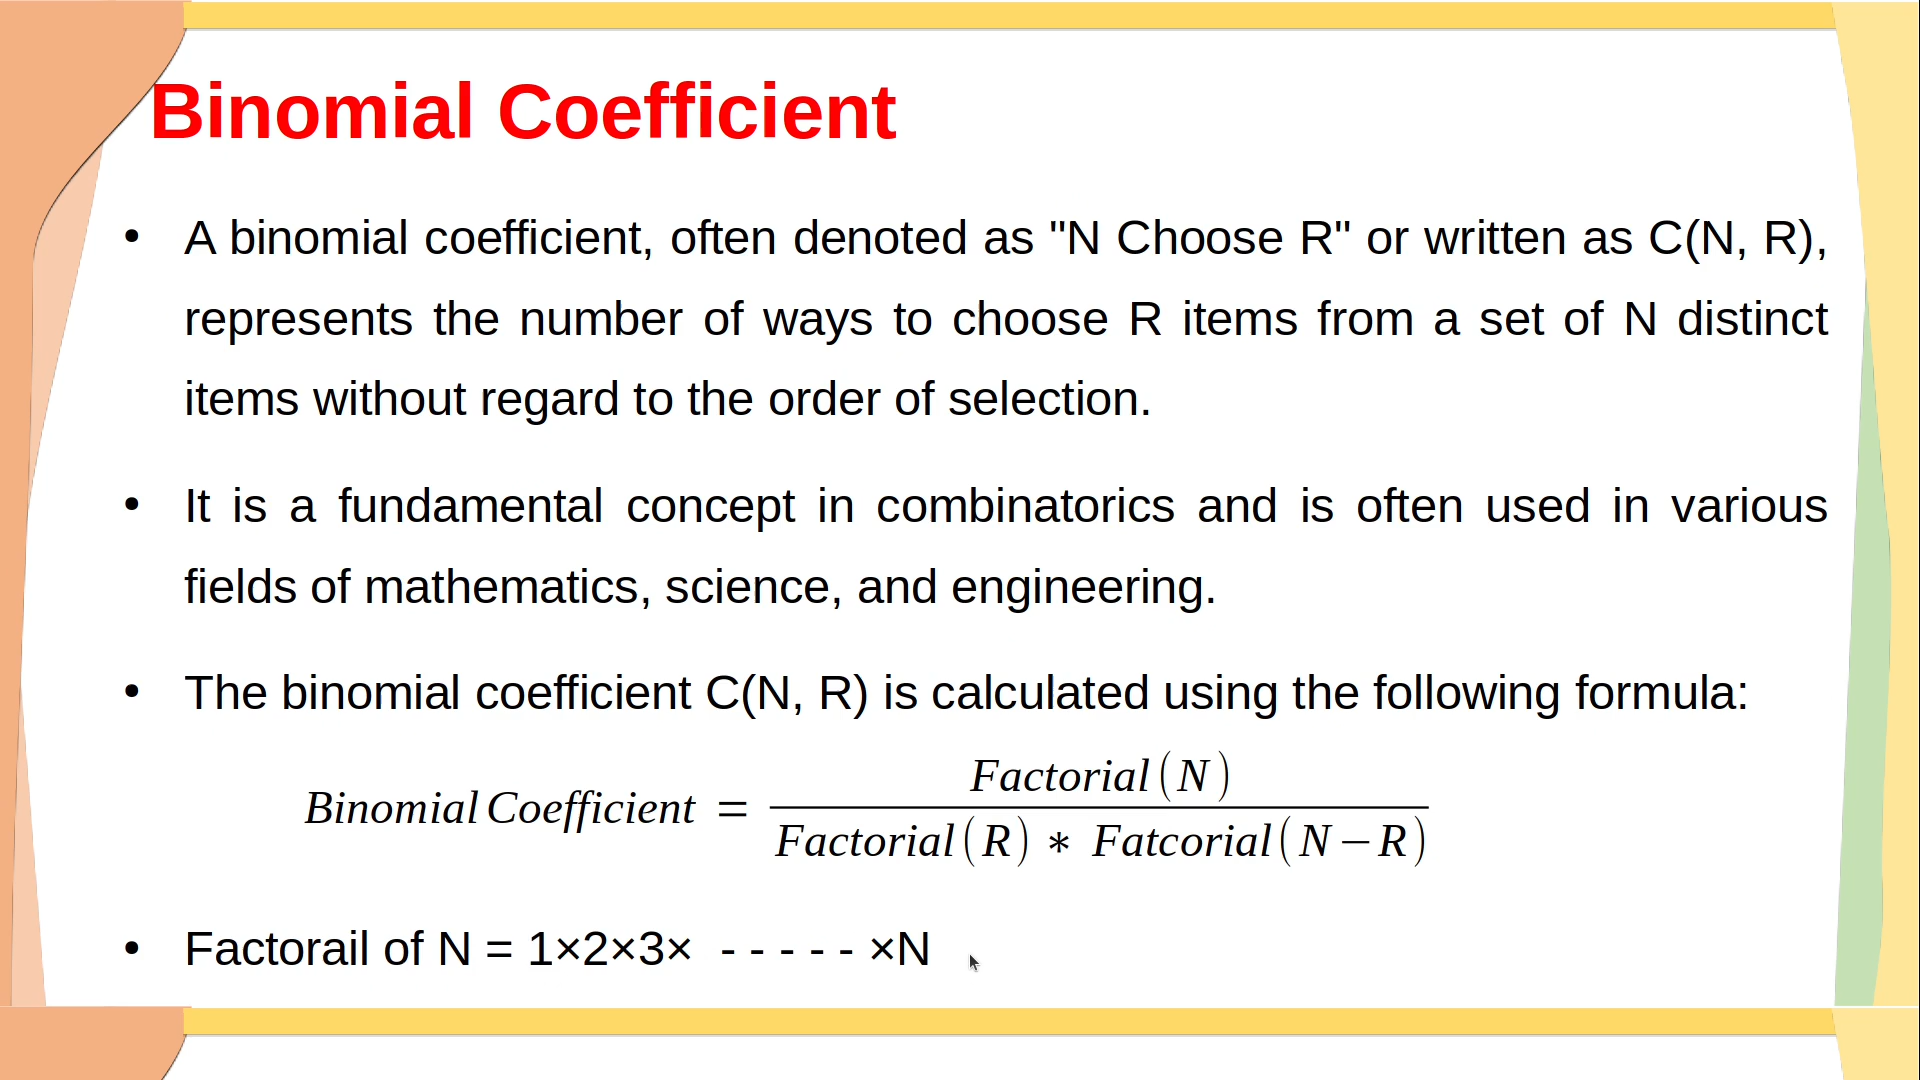 Binomial Coefficient
• A binomial coefficient, often denoted as "N Choose R" or written as C(N, R),
represents the number of ways to choose R items from a set of N distinct
items without regard to the order of selection.
• It is a fundamental concept in combinatorics and is often used in various
fields of mathematics, science, and engineering.
• The binomial coefficient C(N, R) is calculated using the following formula:
Factorial (N)
Binomial Coefficient =
Factorial (R) * Fatcorial (N − R)
• Factorail of N = 1×2×3× - - - - - ×N